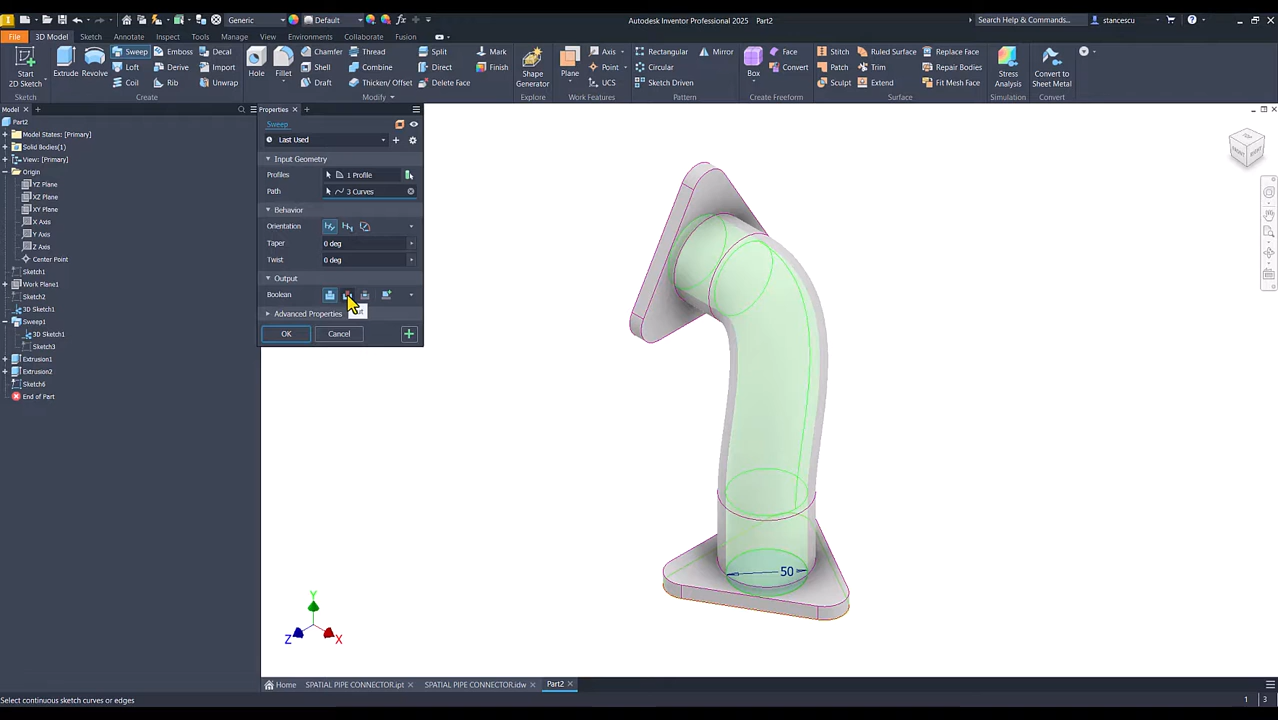 Generic
Default
Autodesk Inventor Professional 2025 Part2
Search Help & Commands...
stancescu
File
3D Model
Sketch
Annotate
Inspect
Tools
Manage
View
Environments
Collaborate
Fusion
Start
2D Sketch
Sketch
Extrude
Revolve
Sweep
Loft
Coil
Emboss
Derive
Rib
Decal
Import
Unwrap
Create
Hole
Fillet
Chamfer
Shell
Draft
Thread
Combine
Thicken/ Offset
Split
Direct
Delete Face
Modify
Mark
Finish
Shape
Generator
Explore
Plane
Axis
Point
UCS
Work Features
Rectangular
Circular
Sketch Driven
Mirror
Pattern
Box
Face
Convert
Create Freeform
Stitch
Patch
Sculpt
Ruled Surface
Trim
Extend
Replace Face
Repair Bodies
Fit Mesh Face
Surface
Stress
Analysis
Simulation
Convert to
Sheet Metal
Convert
Model
Part2
Model States: [Primary]
Solid Bodies(1)
View: [Primary]
Origin
YZ Plane
XZ Plane
XY Plane
X Axis
Y Axis
Z Axis
Center Point
Sketch1
Work Plane1
Sketch2
3D Sketch1
Sweep1
3D Sketch1
Sketch3
Extrusion1
Extrusion2
Sketch6
End of Part
Properties
Sweep
Last Used
Input Geometry
Profiles
1 Profile
Path
3 Curves
Behavior
Orientation
Taper
0 deg
Twist
0 deg
Output
Boolean
Advanced Properties
OK
Cancel
TOP
FRONT
RIGHT
50
Y
Z
X
Home
SPATIAL PIPE CONNECTOR.ipt
SPATIAL PIPE CONNECTOR.idw
Part2
Select continuous sketch curves or edges
1
3